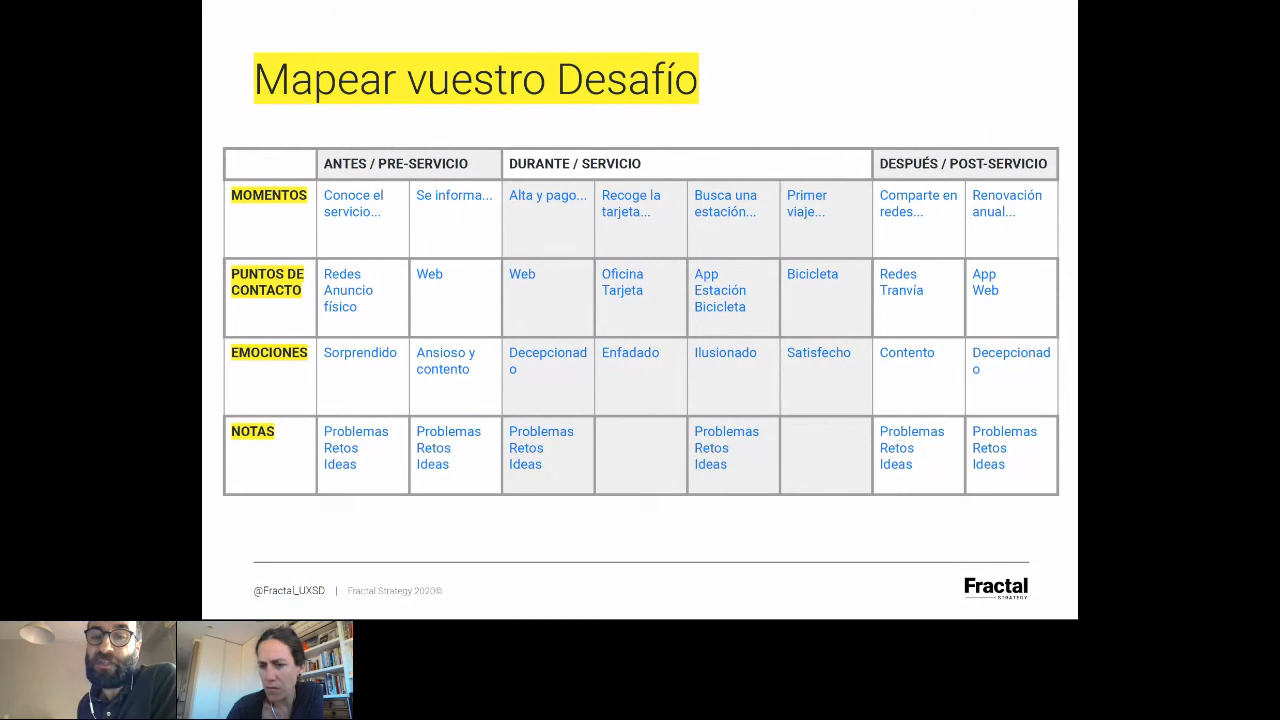 Mapear vuestro Desafío
ANTES / PRE-SERVICIO DURANTE / SERVICIO DESPUÉS / POST-SERVICIO
MOMENTOS
Conoce el
servicio...
Se informa...
Alta y pago...
Recoge la
tarjeta...
Busca una
estación...
Primer
viaje...
Comparte en
redes...
Renovación
anual...
PUNTOS DE
CONTACTO
Redes
Anuncio
físico
Web
Web
Oficina
Tarjeta
App
Estación
Bicicleta
Bicicleta
Redes
Tranvía
App
Web
EMOCIONES
Sorprendido
Ansioso y
contento
Decepcionad
o
Enfadado
Ilusionado
Satisfecho
Contento
Decepcionad
o
NOTAS
Problemas
Retos
Ideas
Problemas
Retos
Ideas
Problemas
Retos
Ideas
Problemas
Retos
Ideas
Problemas
Retos
Ideas
Problemas
Retos
Ideas
@Fractal_UXSD | Fractal Strategy 2020©
Fractal
STRATEGY